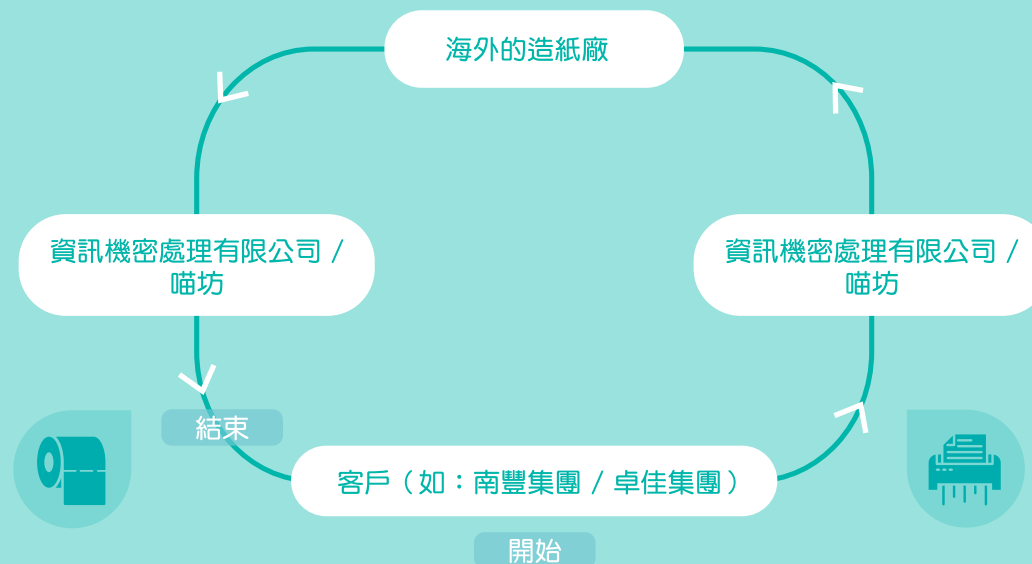 海外的造紙廠
資訊機密處理有限公司 /
喵坊
資訊機密處理有限公司 /
喵坊
結束
客戶（如：南豐集團 / 卓佳集團）
開始